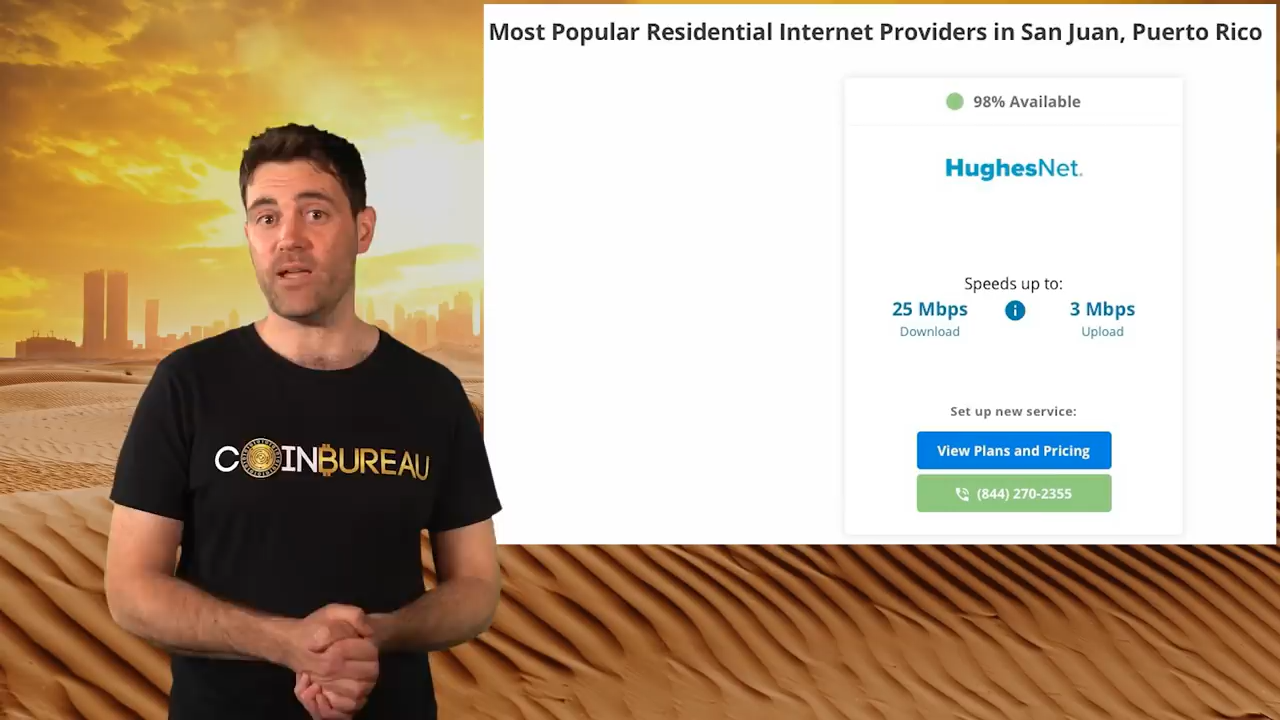 Most Popular Residential Internet Providers in San Juan, Puerto Rico
98% Available
HughesNet.
Speeds up to:
25 Mbps
3 Mbps
Download
Upload
Set up new service:
View Plans and Pricing
(844) 270-2355
COINBUREAU